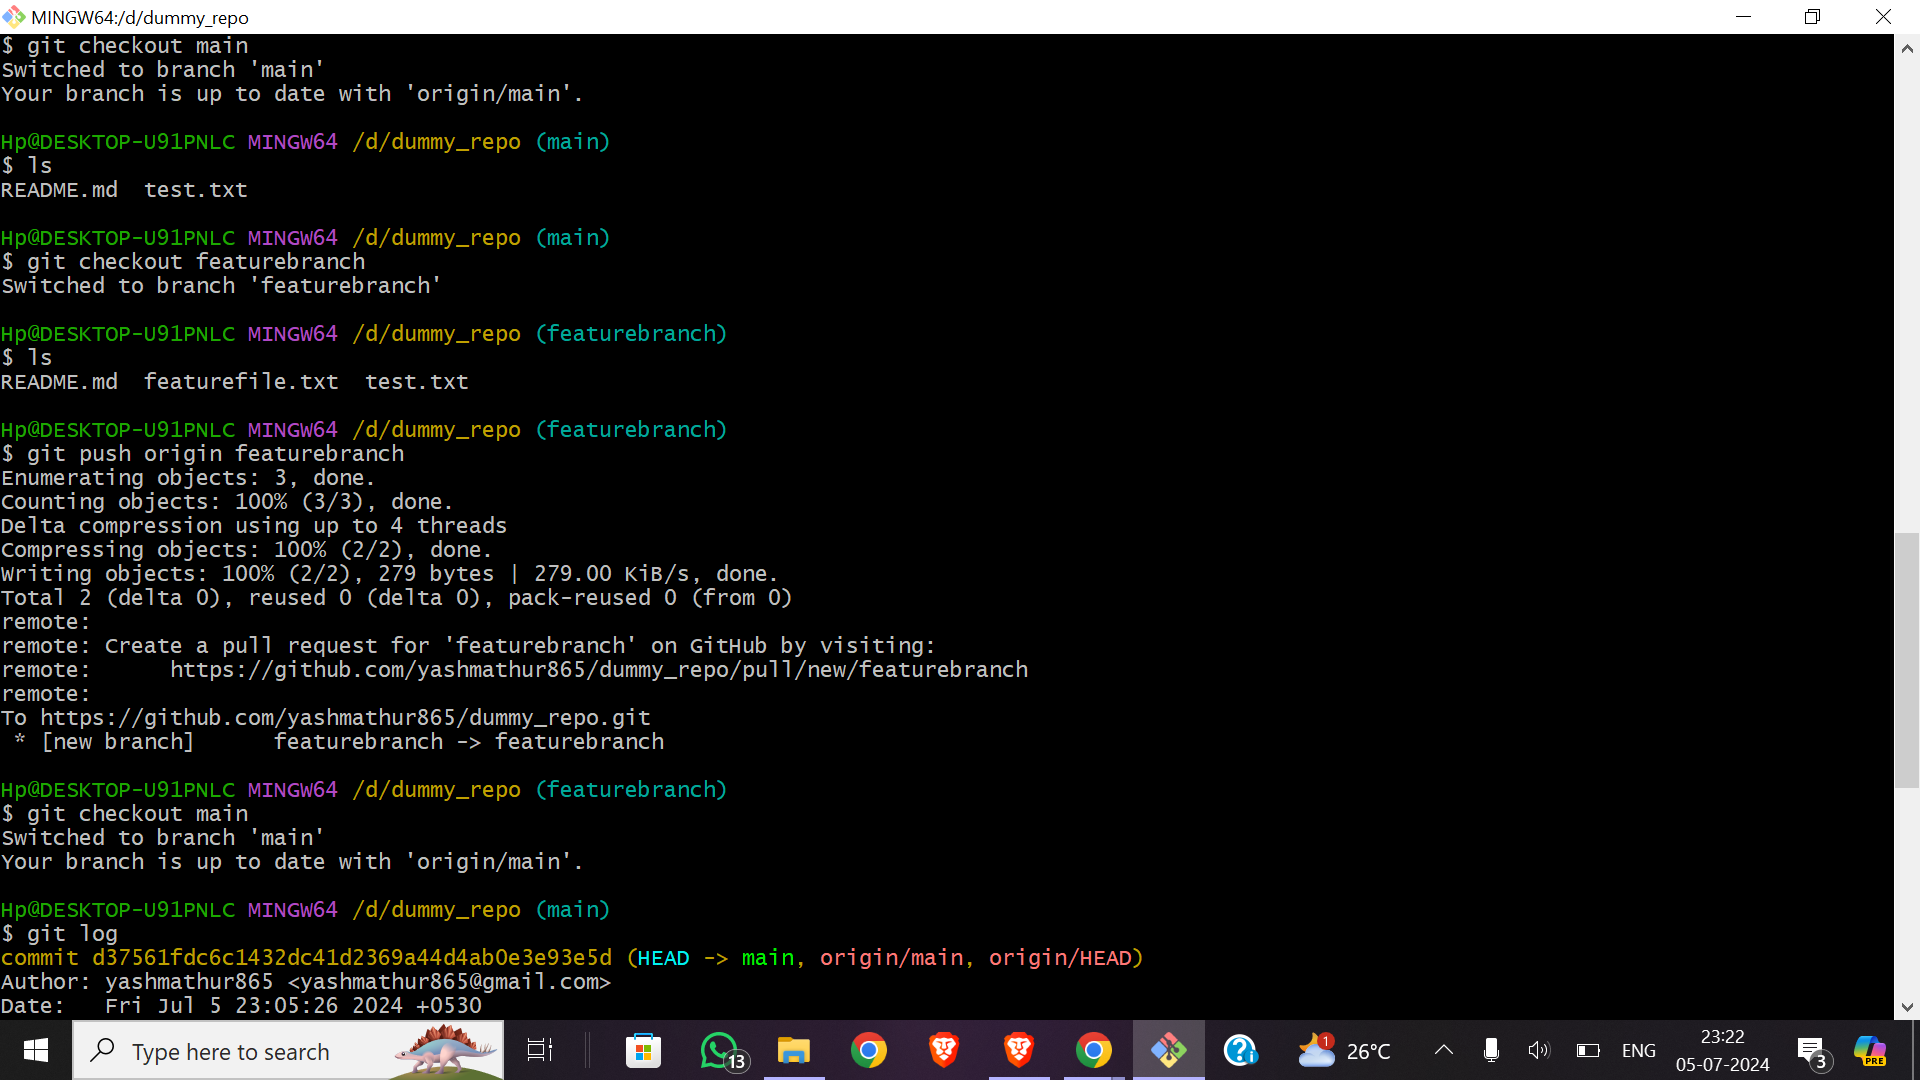 MINGW64:/d/dummy_repo
$ git checkout main
Switched to branch 'main'
Your branch is up to date with 'origin/main'.
Hp@DESKTOP-U91PNLC MINGW64 /d/dummy_repo (main)
$ ls
README.md  test.txt
Hp@DESKTOP-U91PNLC MINGW64 /d/dummy_repo (main)
$ git checkout featurebranch
Switched to branch 'featurebranch'
Hp@DESKTOP-U91PNLC MINGW64 /d/dummy_repo (featurebranch)
$ ls
README.md  featurefile.txt  test.txt
Hp@DESKTOP-U91PNLC MINGW64 /d/dummy_repo (featurebranch)
$ git push origin featurebranch
Enumerating objects: 3, done.
Counting objects: 100% (3/3), done.
Delta compression using up to 4 threads
Compressing objects: 100% (2/2), done.
Writing objects: 100% (2/2), 279 bytes | 279.00 KiB/s, done.
Total 2 (delta 0), reused 0 (delta 0), pack-reused 0 (from 0)
remote:
remote: Create a pull request for 'featurebranch' on GitHub by visiting:
remote:      https://github.com/yashmathur865/dummy_repo/pull/new/featurebranch
remote:
To https://github.com/yashmathur865/dummy_repo.git
 * [new branch]      featurebranch -> featurebranch
Hp@DESKTOP-U91PNLC MINGW64 /d/dummy_repo (featurebranch)
$ git checkout main
Switched to branch 'main'
Your branch is up to date with 'origin/main'.
Hp@DESKTOP-U91PNLC MINGW64 /d/dummy_repo (main)
$ git log
commit d37561fdc6c1432dc41d2369a44d4ab0e3e93e5d (HEAD -> main, origin/main, origin/HEAD)
Author: yashmathur865 <yashmathur865@gmail.com>
Date:   Fri Jul 5 23:05:26 2024 +0530
Type here to search
13
1
26°C
ENG
23:22
05-07-2024
3
PRE